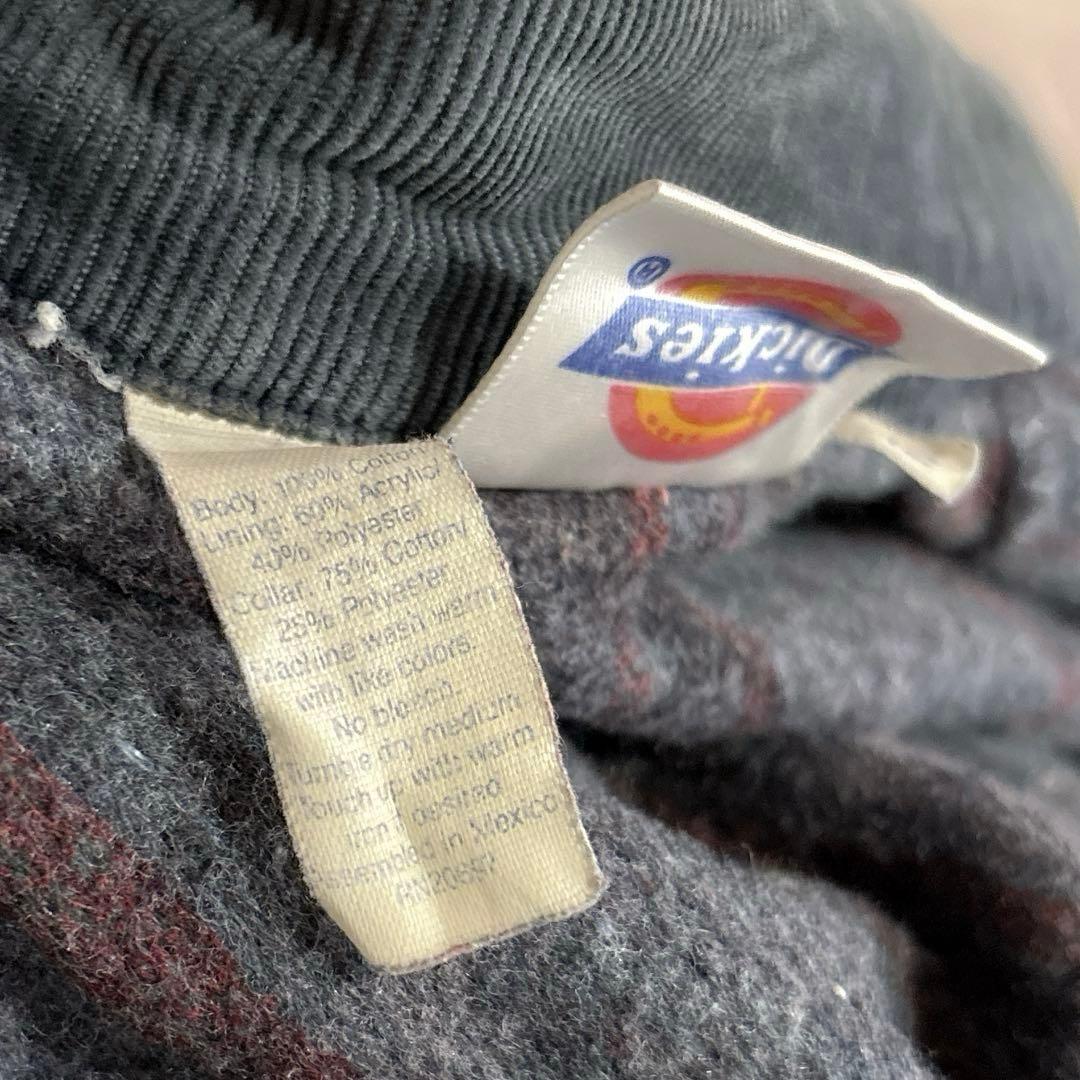 Dickies
Body: 100% Cotton
Lining: 60% Acrylic/
40% Polyester
Collar: 75% Cotton/
25% Polyester
Machine wash warm
with like colors.
No bleach.
Tumble dry medium
Touch up with warm
iron desired
Assembled in Mexico
RN20697